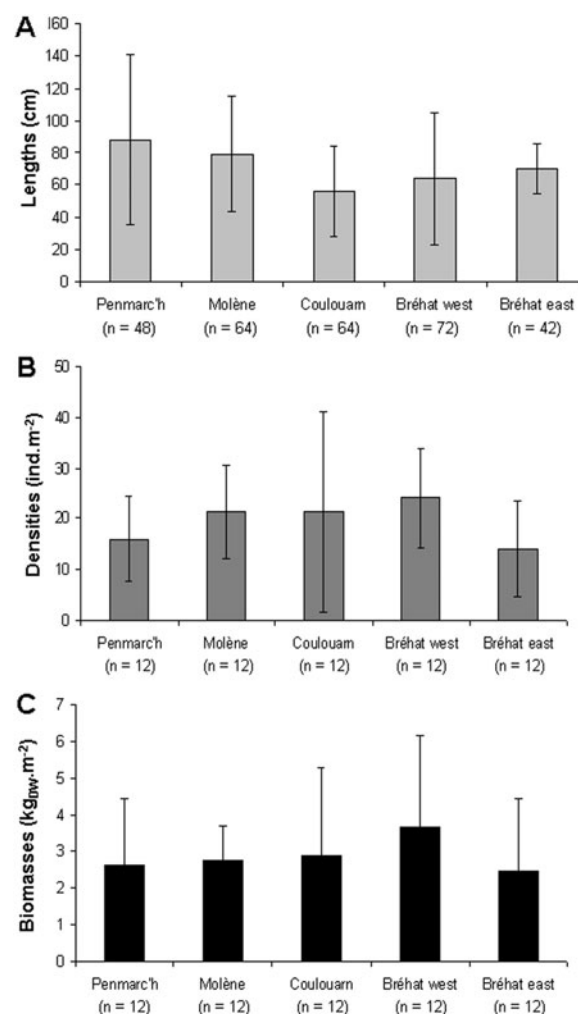 A
Lengths (cm)
160
140
120
100
80
60
40
20
0
Penmarc'h Molène Coulouarn Bréhat west Bréhat east
(n = 48) (n = 64) (n = 64) (n = 72) (n = 42)
B
Densities (ind.m-2)
50
40
30
20
10
0
Penmarc'h Molène Coulouarn Bréhat west Bréhat east
(n = 12) (n = 12) (n = 12) (n = 12) (n = 12)
C
Biomasses (kgDW.m-2)
7
6
5
4
3
2
1
0
Penmarc'h Molène Coulouarn Bréhat west Bréhat east
(n = 12) (n = 12) (n = 12) (n = 12) (n = 12)